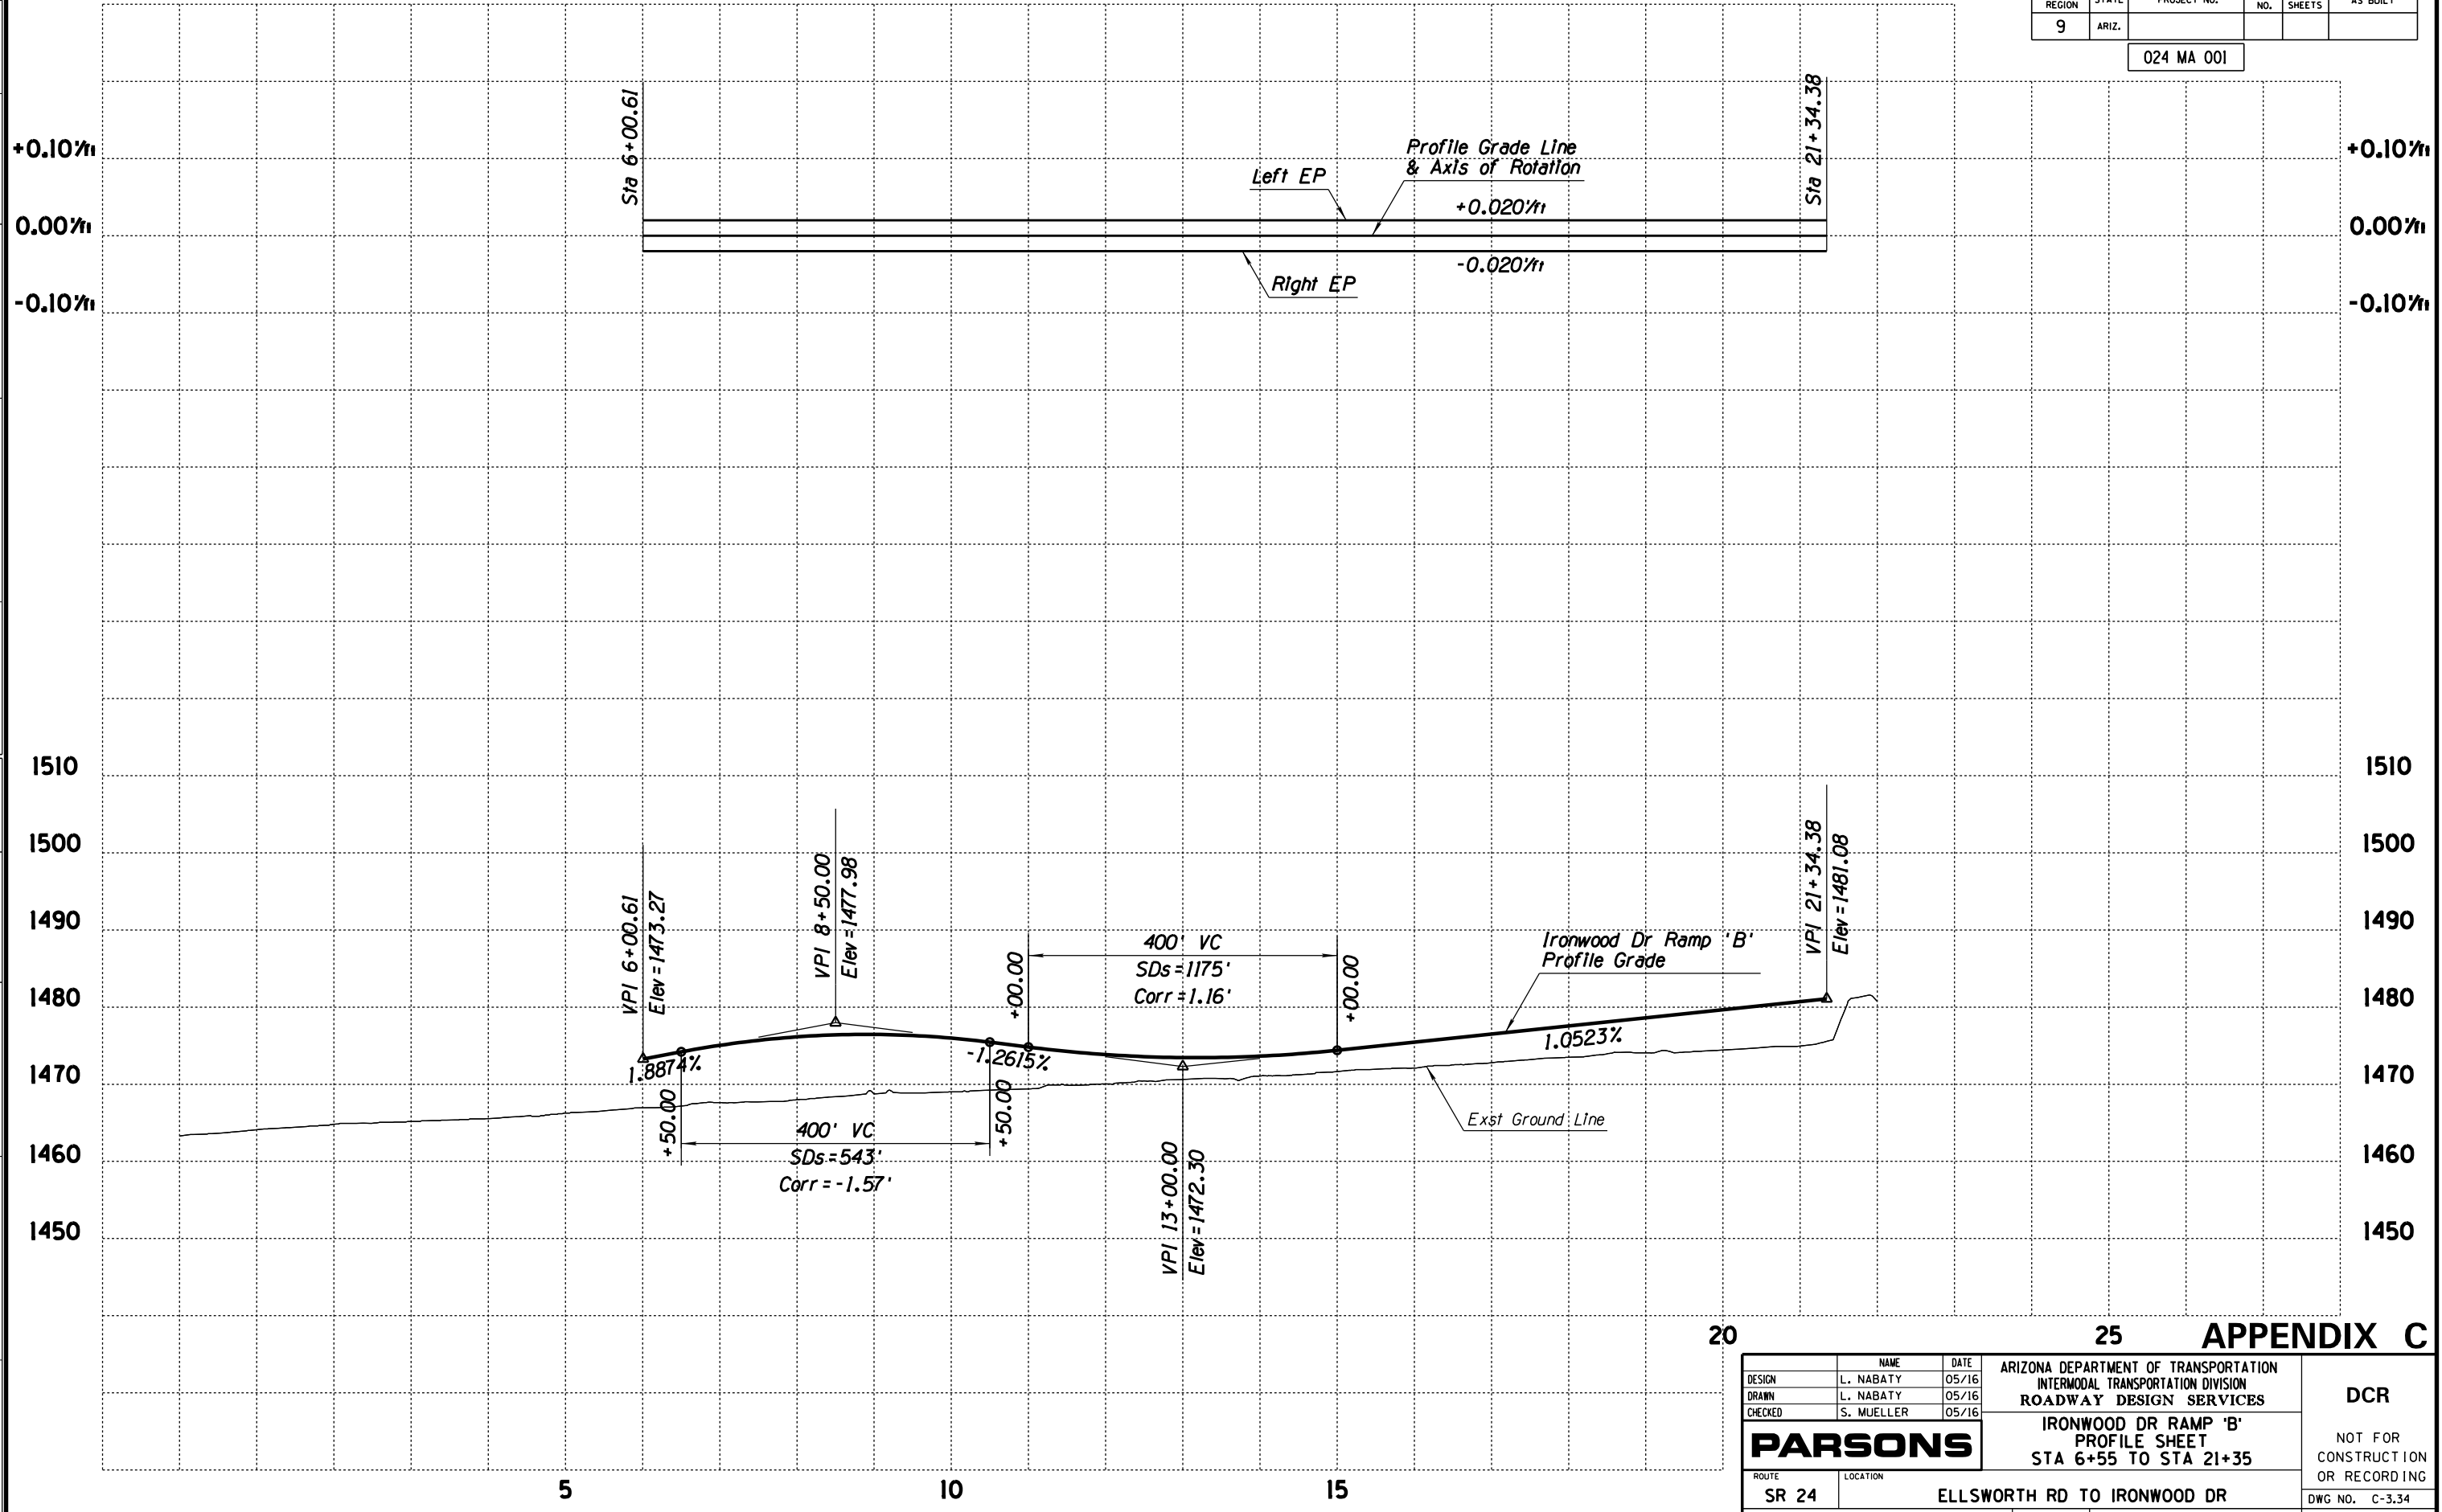 REGION STATE PROJECT NO. NO. SHEETS AS BUILT
9 ARIZ.
024 MA 001
Sta 6+00.61
Sta 21+34.38
+0.10'/ft
+0.10'/ft
Profile Grade Line
& Axis of Rotation
Left EP
+0.020'/ft
0.00'/ft
0.00'/ft
-0.020'/ft
Right EP
-0.10'/ft
-0.10'/ft
1510
1510
1500
1500
1490
1490
1480
1480
1470
1470
1460
1460
1450
1450
VPI 6+00.61
Elev=1473.27
VPI 8+50.00
Elev=1477.98
+00.00
400' VC
SDs=1175'
Corr=1.16'
+00.00
Ironwood Dr Ramp 'B'
Profile Grade
VPI 21+34.38
Elev=1481.08
1.8874%
-1.2615%
1.0523%
+50.00
400' VC
SDs=543'
Corr=-1.57'
+50.00
VPI 13+00.00
Elev=1472.30
Exst Ground Line
20
25
APPENDIX C
5
10
15
NAME DATE
DESIGN L. NABATY 05/16
DRAWN L. NABATY 05/16
CHECKED S. MUELLER 05/16
PARSONS
ARIZONA DEPARTMENT OF TRANSPORTATION
INTERMODAL TRANSPORTATION DIVISION
ROADWAY DESIGN SERVICES
IRONWOOD DR RAMP 'B'
PROFILE SHEET
STA 6+55 TO STA 21+35
DCR
NOT FOR
CONSTRUCTION
OR RECORDING
ROUTE
SR 24
LOCATION
ELLSWORTH RD TO IRONWOOD DR
DWG NO. C-3.34